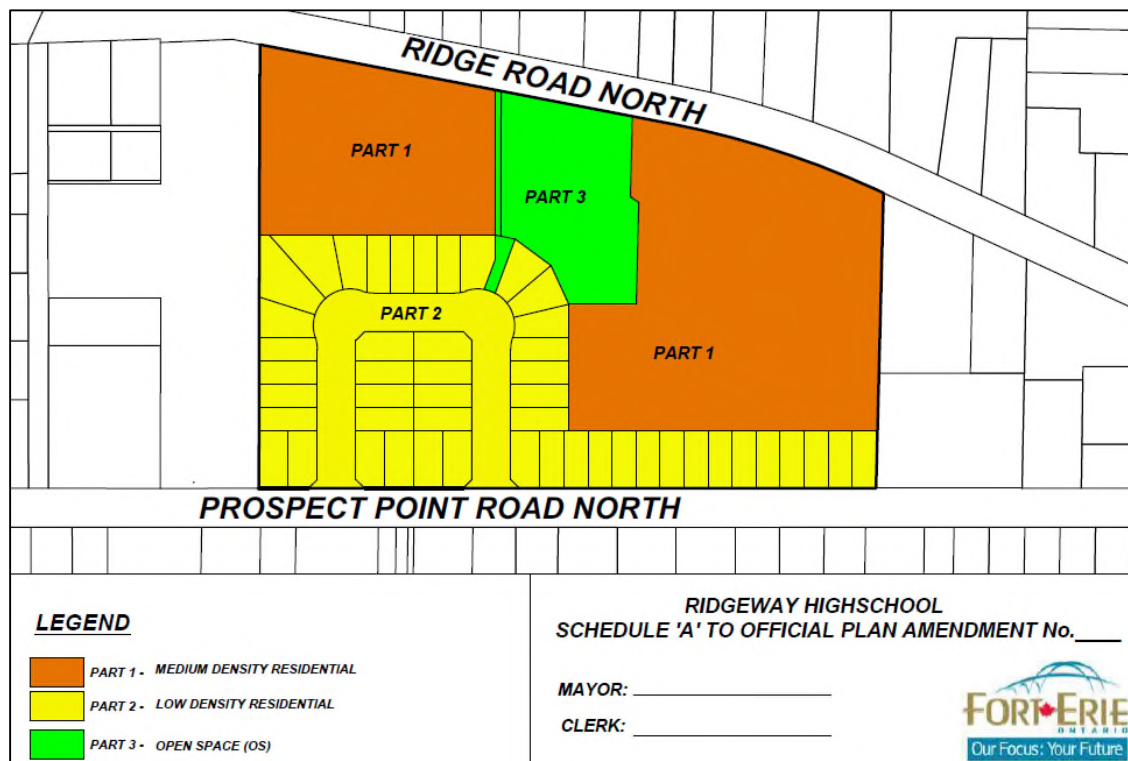 RIDGE ROAD NORTH
PART 1
PART 3
PART 2
PART 1
PROSPECT POINT ROAD NORTH
LEGEND
PART 1 - MEDIUM DENSITY RESIDENTIAL
PART 2 - LOW DENSITY RESIDENTIAL
PART 3 - OPEN SPACE (OS)
RIDGEWAY HIGHSCHOOL
SCHEDULE 'A' TO OFFICIAL PLAN AMENDMENT No.____
MAYOR: ________________
CLERK: ________________
FORT ERIE
ONTARIO
Our Focus: Your Future